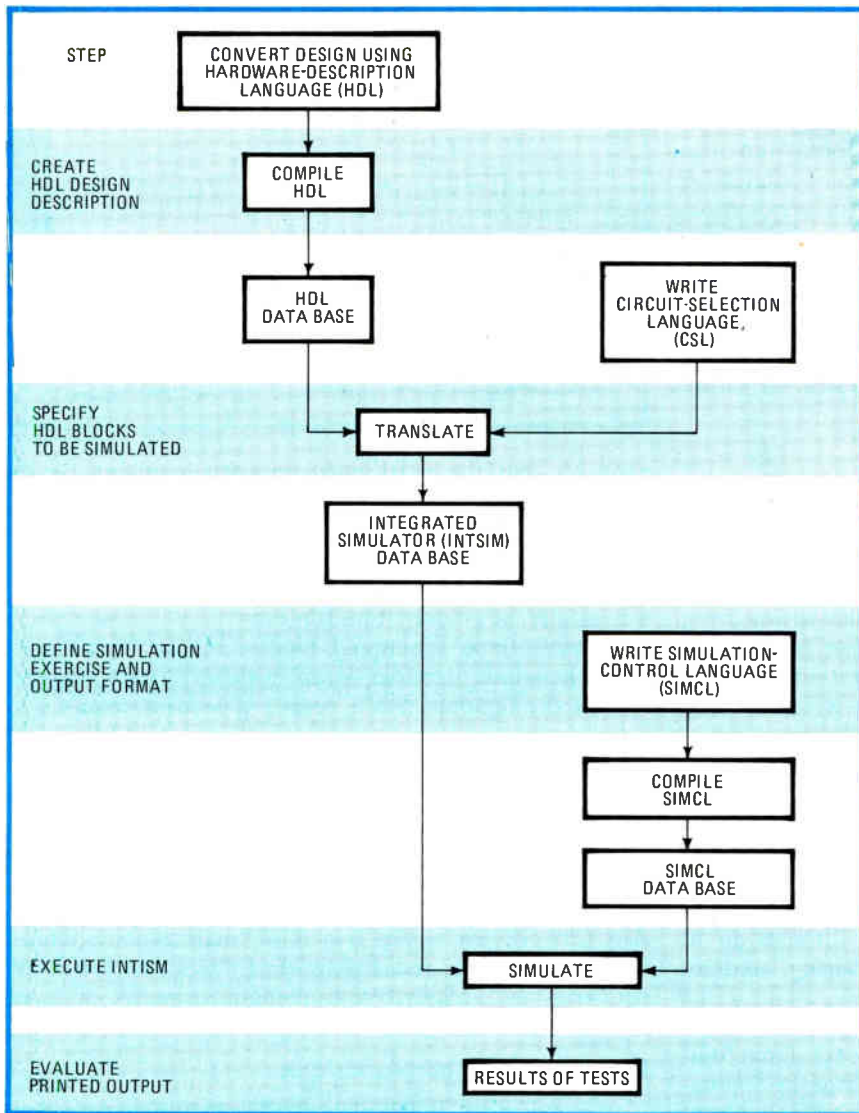 STEP
CONVERT DESIGN USING
HARDWARE-DESCRIPTION
LANGUAGE (HDL)
CREATE
HDL DESIGN
DESCRIPTION
COMPILE
HDL
HDL
DATA BASE
WRITE
CIRCUIT-SELECTION
LANGUAGE,
(CSL)
SPECIFY
HDL BLOCKS
TO BE SIMULATED
TRANSLATE
INTEGRATED
SIMULATOR (INTSIM)
DATA BASE
DEFINE SIMULATION
EXERCISE AND
OUTPUT FORMAT
WRITE SIMULATION-
CONTROL LANGUAGE
(SIMCL)
COMPILE
SIMCL
SIMCL
DATA BASE
EXECUTE INTISM
SIMULATE
EVALUATE
PRINTED OUTPUT
RESULTS OF TESTS